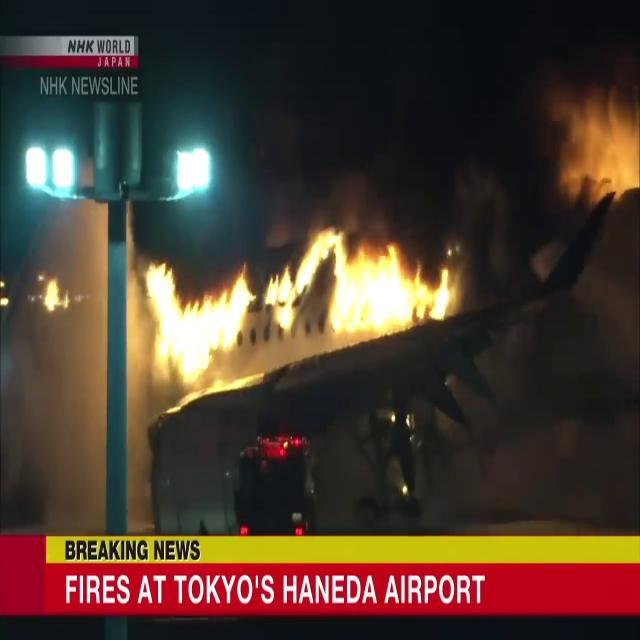 NHK WORLD
JAPAN
NHK NEWSLINE
BREAKING NEWS
FIRES AT TOKYO'S HANEDA AIRPORT